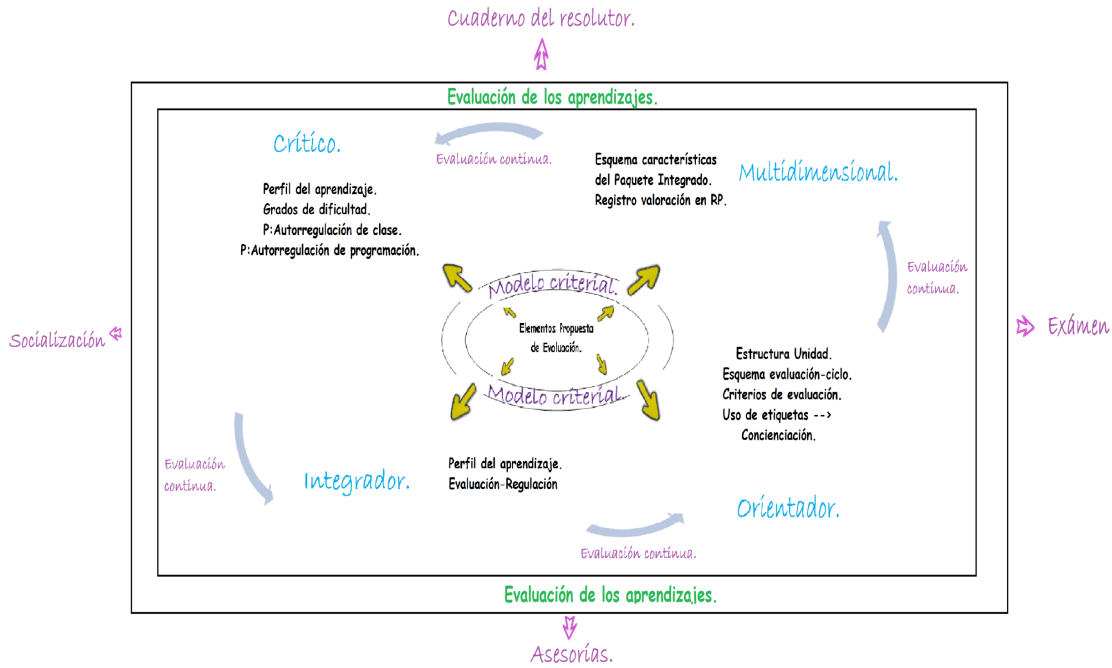 Cuaderno del resolutor.
Evaluación de los aprendizajes.
Crítico.
Evaluación continua.
Perfil del aprendizaje.
Grados de dificultad.
P:Autorregulación de clase.
P:Autorregulación de programación.
Esquema características
del Paquete Integrado.
Registro valoración en RP.
Multidimensional.
Evaluación
continua.
Modelo criterial.
Elementos Propuesta
de Evaluación.
Modelo criterial.
Socialización
Exámen
Estructura Unidad.
Esquema evaluación-ciclo.
Criterios de evaluación.
Uso de etiquetas -->
Concienciación.
Evaluación
continua.
Integrador.
Perfil del aprendizaje.
Evaluación-Regulación
Orientador.
Evaluación continua.
Evaluación de los aprendizajes.
Asesorías.